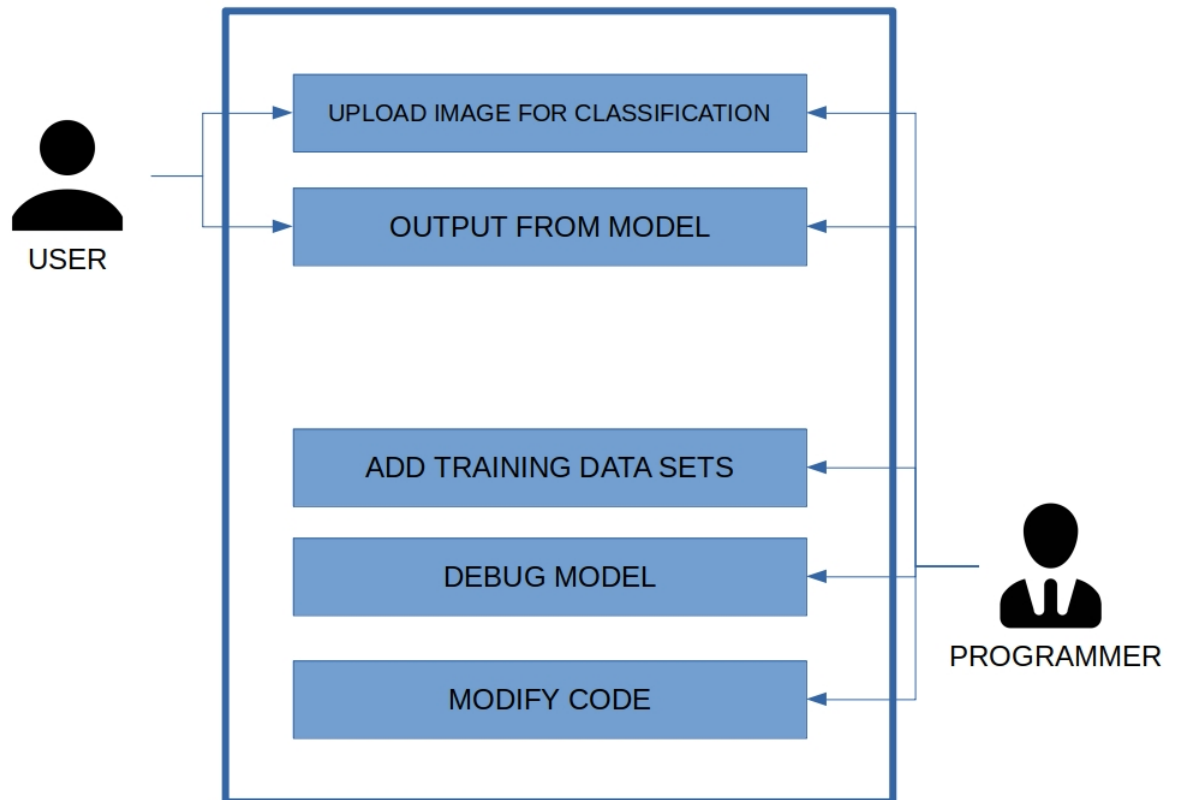 UPLOAD IMAGE FOR CLASSIFICATION
OUTPUT FROM MODEL
USER
ADD TRAINING DATA SETS
DEBUG MODEL
PROGRAMMER
MODIFY CODE